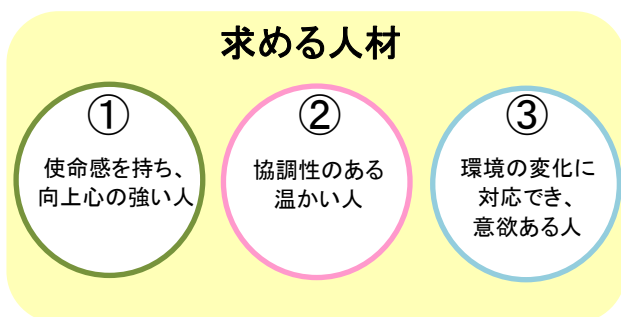 求める人材
①
使命感を持ち、
向上心の強い人
②
協調性のある
温かい人
③
環境の変化に
対応でき、
意欲ある人